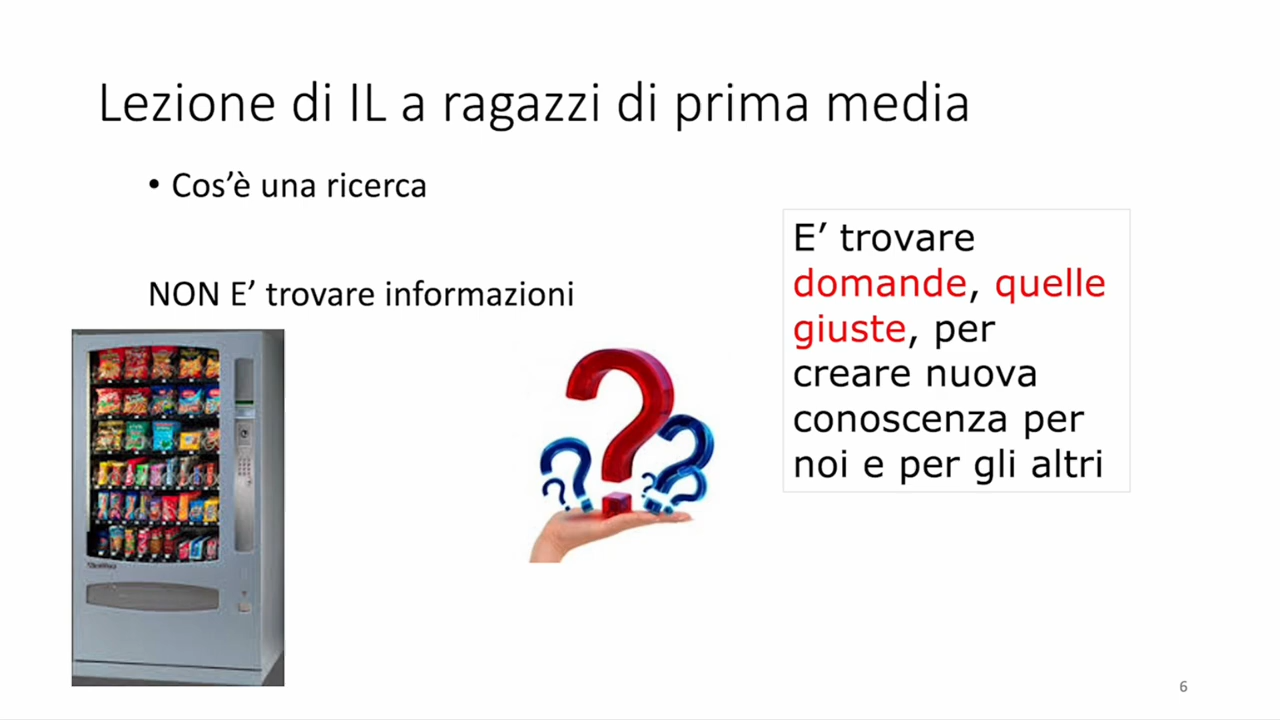 Lezione di IL a ragazzi di prima media
• Cos’è una ricerca
NON E’ trovare informazioni
E’ trovare
domande, quelle
giuste, per
creare nuova
conoscenza per
noi e per gli altri
6